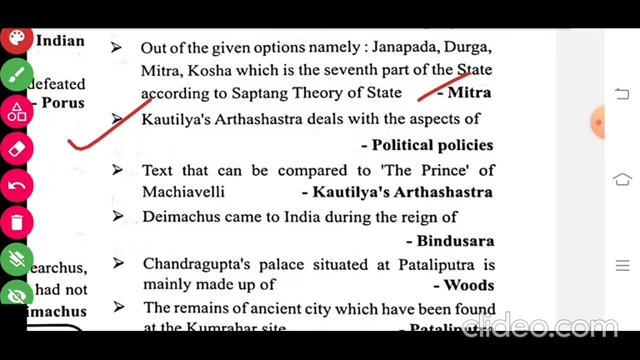 Indian
defeated
- Porus
earchus,
had not
imachus
➢ Out of the given options namely : Janapada, Durga,
Mitra, Kosha which is the seventh part of the State
according to Saptang Theory of State - Mitra
➢ Kautilya's Arthashastra deals with the aspects of
- Political policies
➢ Text that can be compared to 'The Prince' of
Machiavelli - Kautilya's Arthashastra
➢ Deimachus came to India during the reign of
- Bindusara
➢ Chandragupta's palace situated at Pataliputra is
mainly made up of - Woods
➢ The remains of ancient city which have been found
at the Kumrahar site - Pataliputra
clideo.com